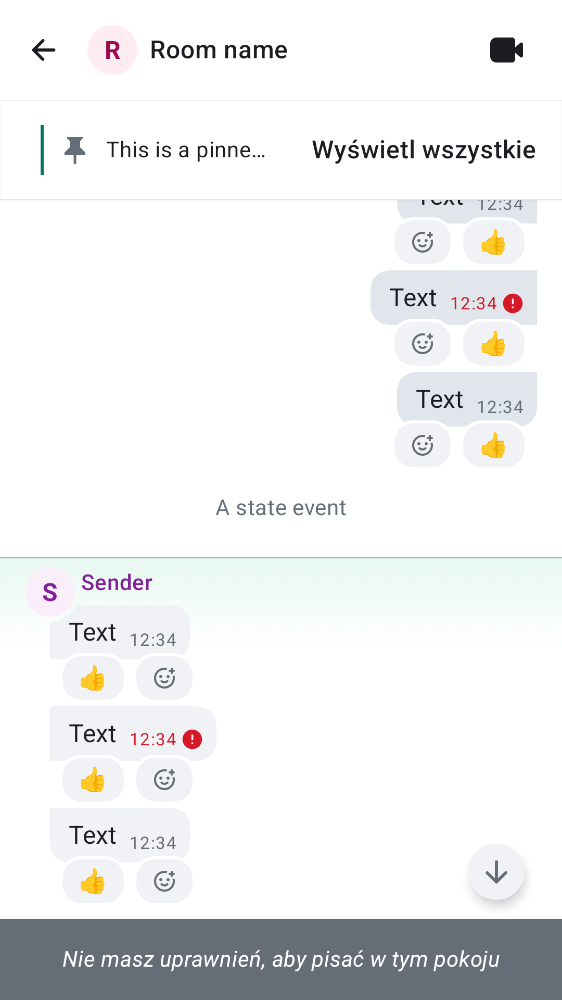 R Room name
This is a pinne… Wyświetl wszystkie
Text 12:34
Text 12:34
Text 12:34
A state event
S Sender
Text 12:34
Text 12:34
Text 12:34
Nie masz uprawnień, aby pisać w tym pokoju